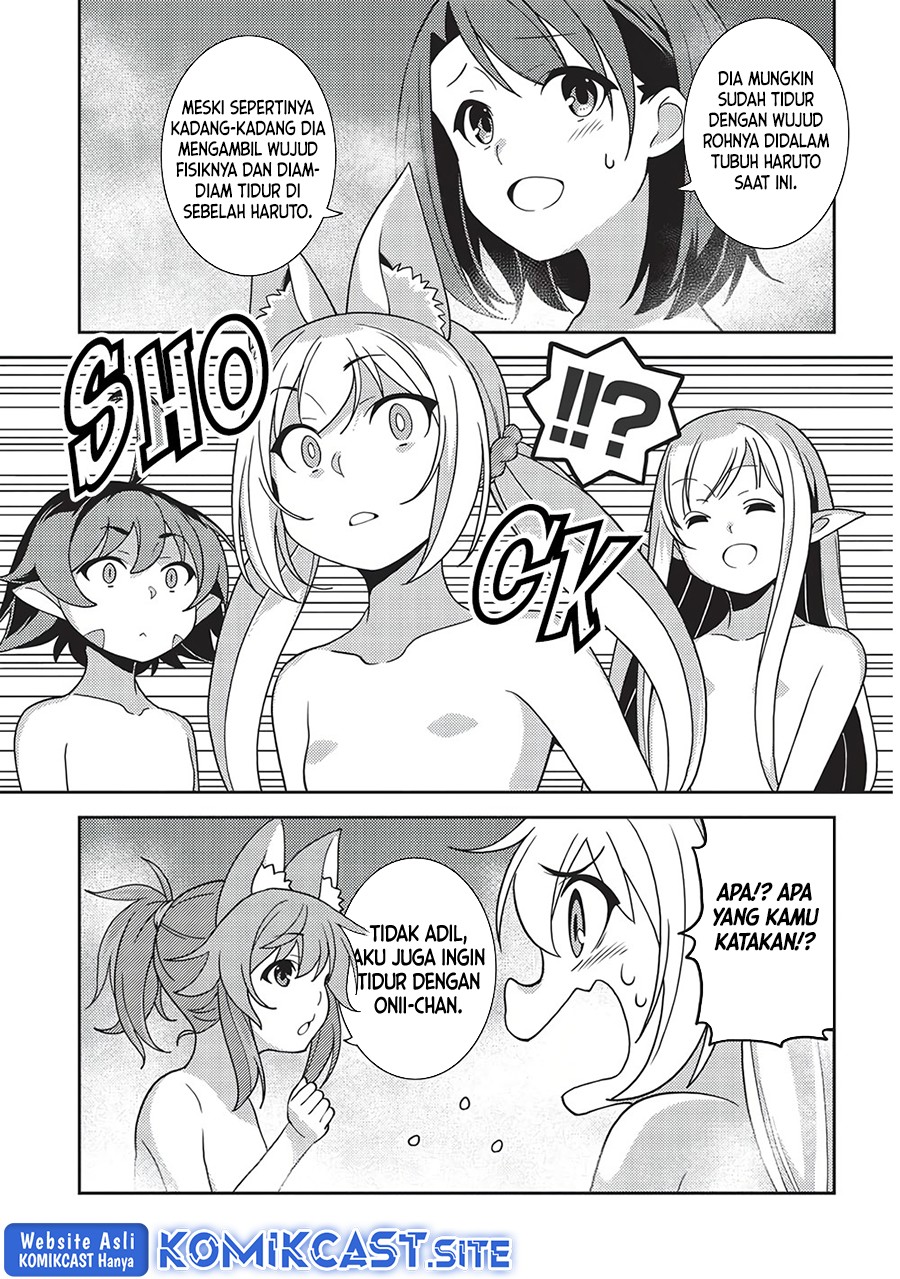 DIA MUNGKIN
SUDAH TIDUR
DENGAN WUJUD
ROHNYA DIDALAM
TUBUH HARUTO
SAAT INI.
MESKI SEPERTINYA
KADANG-KADANG DIA
MENGAMBIL WUJUD
FISIKNYA DAN DIAM-
DIAM TIDUR DI
SEBELAH HARUTO.
SHO
!!?
CK
APA!? APA
YANG KAMU
KATAKAN!?
TIDAK ADIL,
AKU JUGA INGIN
TIDUR DENGAN
ONII-CHAN.
Website Asli
KOMIKCAST Hanya
KOMIKCAST.SITE